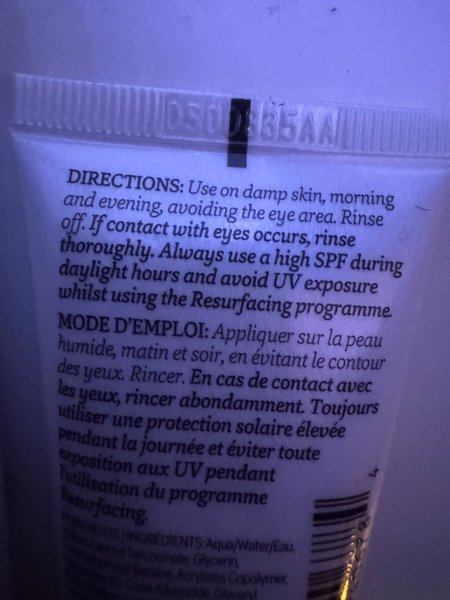 DIRECTIONS: Use on damp skin, morning
and evening, avoiding the eye area. Rinse
off. If contact with eyes occurs, rinse
thoroughly. Always use a high SPF during
daylight hours and avoid UV exposure
whilst using the Resurfacing programme.
MODE D'EMPLOI: Appliquer sur la peau
humide, matin et soir, en évitant le contour
des yeux. Rincer. En cas de contact avec
les yeux, rincer abondamment. Toujours
utiliser une protection solaire élevée
pendant la journée et éviter toute
exposition aux UV pendant
l'utilisation du programme
Resurfacing.
INGREDIENTS / INGRÉDIENTS: Aqua/Water/Eau,
Lauroyl Sarcosinate, Glycerin,
Betaine, Acrylates Copolymer,
Coco-Glucoside, Glyceryl